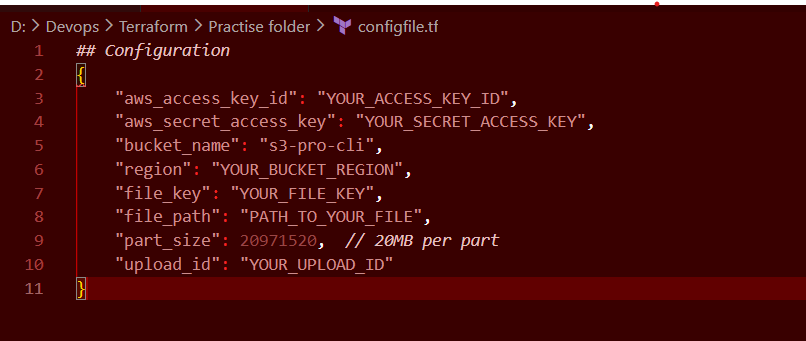 D: > Devops > Terraform > Practise folder > configfile.tf
1 ## Configuration
2 {
3 "aws_access_key_id": "YOUR_ACCESS_KEY_ID",
4 "aws_secret_access_key": "YOUR_SECRET_ACCESS_KEY",
5 "bucket_name": "s3-pro-cli",
6 "region": "YOUR_BUCKET_REGION",
7 "file_key": "YOUR_FILE_KEY",
8 "file_path": "PATH_TO_YOUR_FILE",
9 "part_size": 20971520, // 20MB per part
10 "upload_id": "YOUR_UPLOAD_ID"
11 }